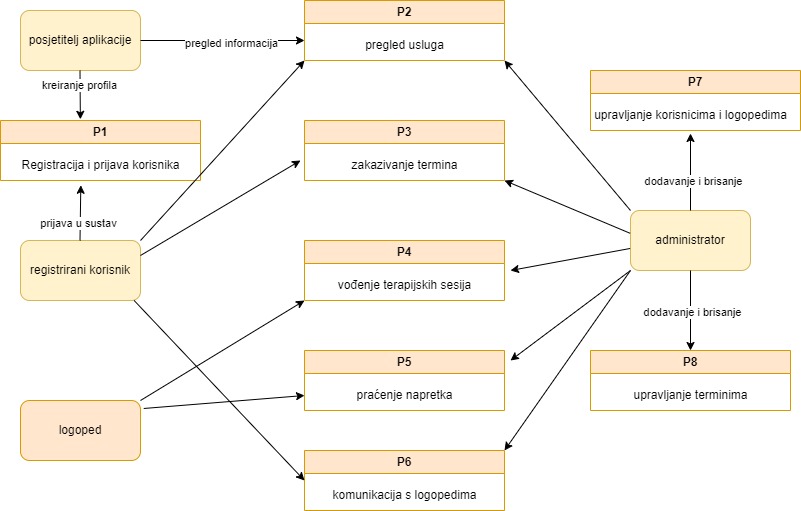 posjetitelj aplikacije
pregled informacija
P2
pregled usluga
kreiranje profila
P1
Registracija i prijava korisnika
prijava u sustav
registrirani korisnik
P3
zakazivanje termina
P7
upravljanje korisnicima i logopedima
dodavanje i brisanje
administrator
P4
vođenje terapijskih sesija
dodavanje i brisanje
P5
praćenje napretka
P8
upravljanje terminima
logoped
P6
komunikacija s logopedima